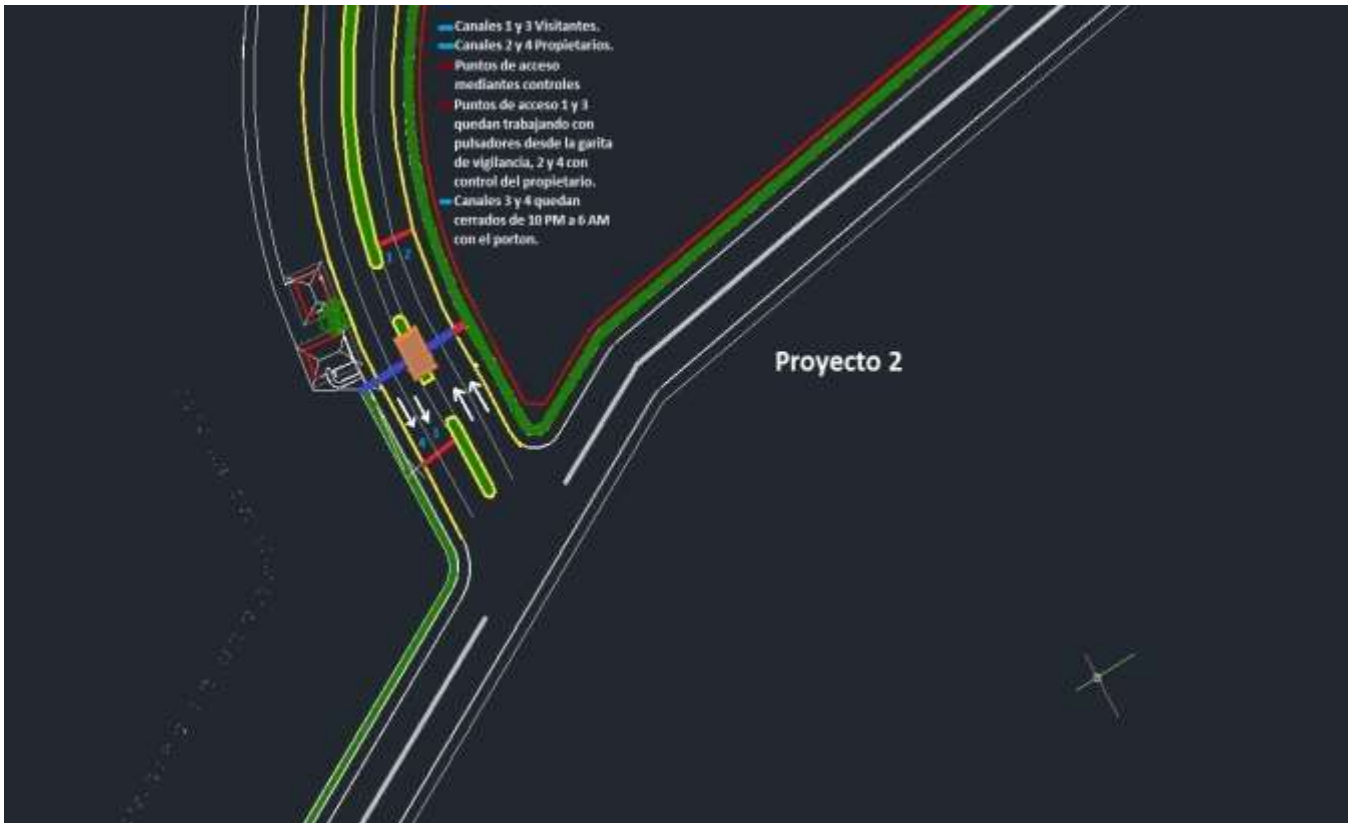 Canales 1 y 3 Visitantes.
Canales 2 y 4 Propietarios.
Puntos de acceso
mediantes controles
Puntos de acceso 1 y 3
quedan trabajando con
pulsadores desde la garita
de vigilancia, 2 y 4 con
control del propietario.
Canales 3 y 4 quedan
cerrados de 10 PM a 6 AM
con el porton.
1 2
Proyecto 2
4 3